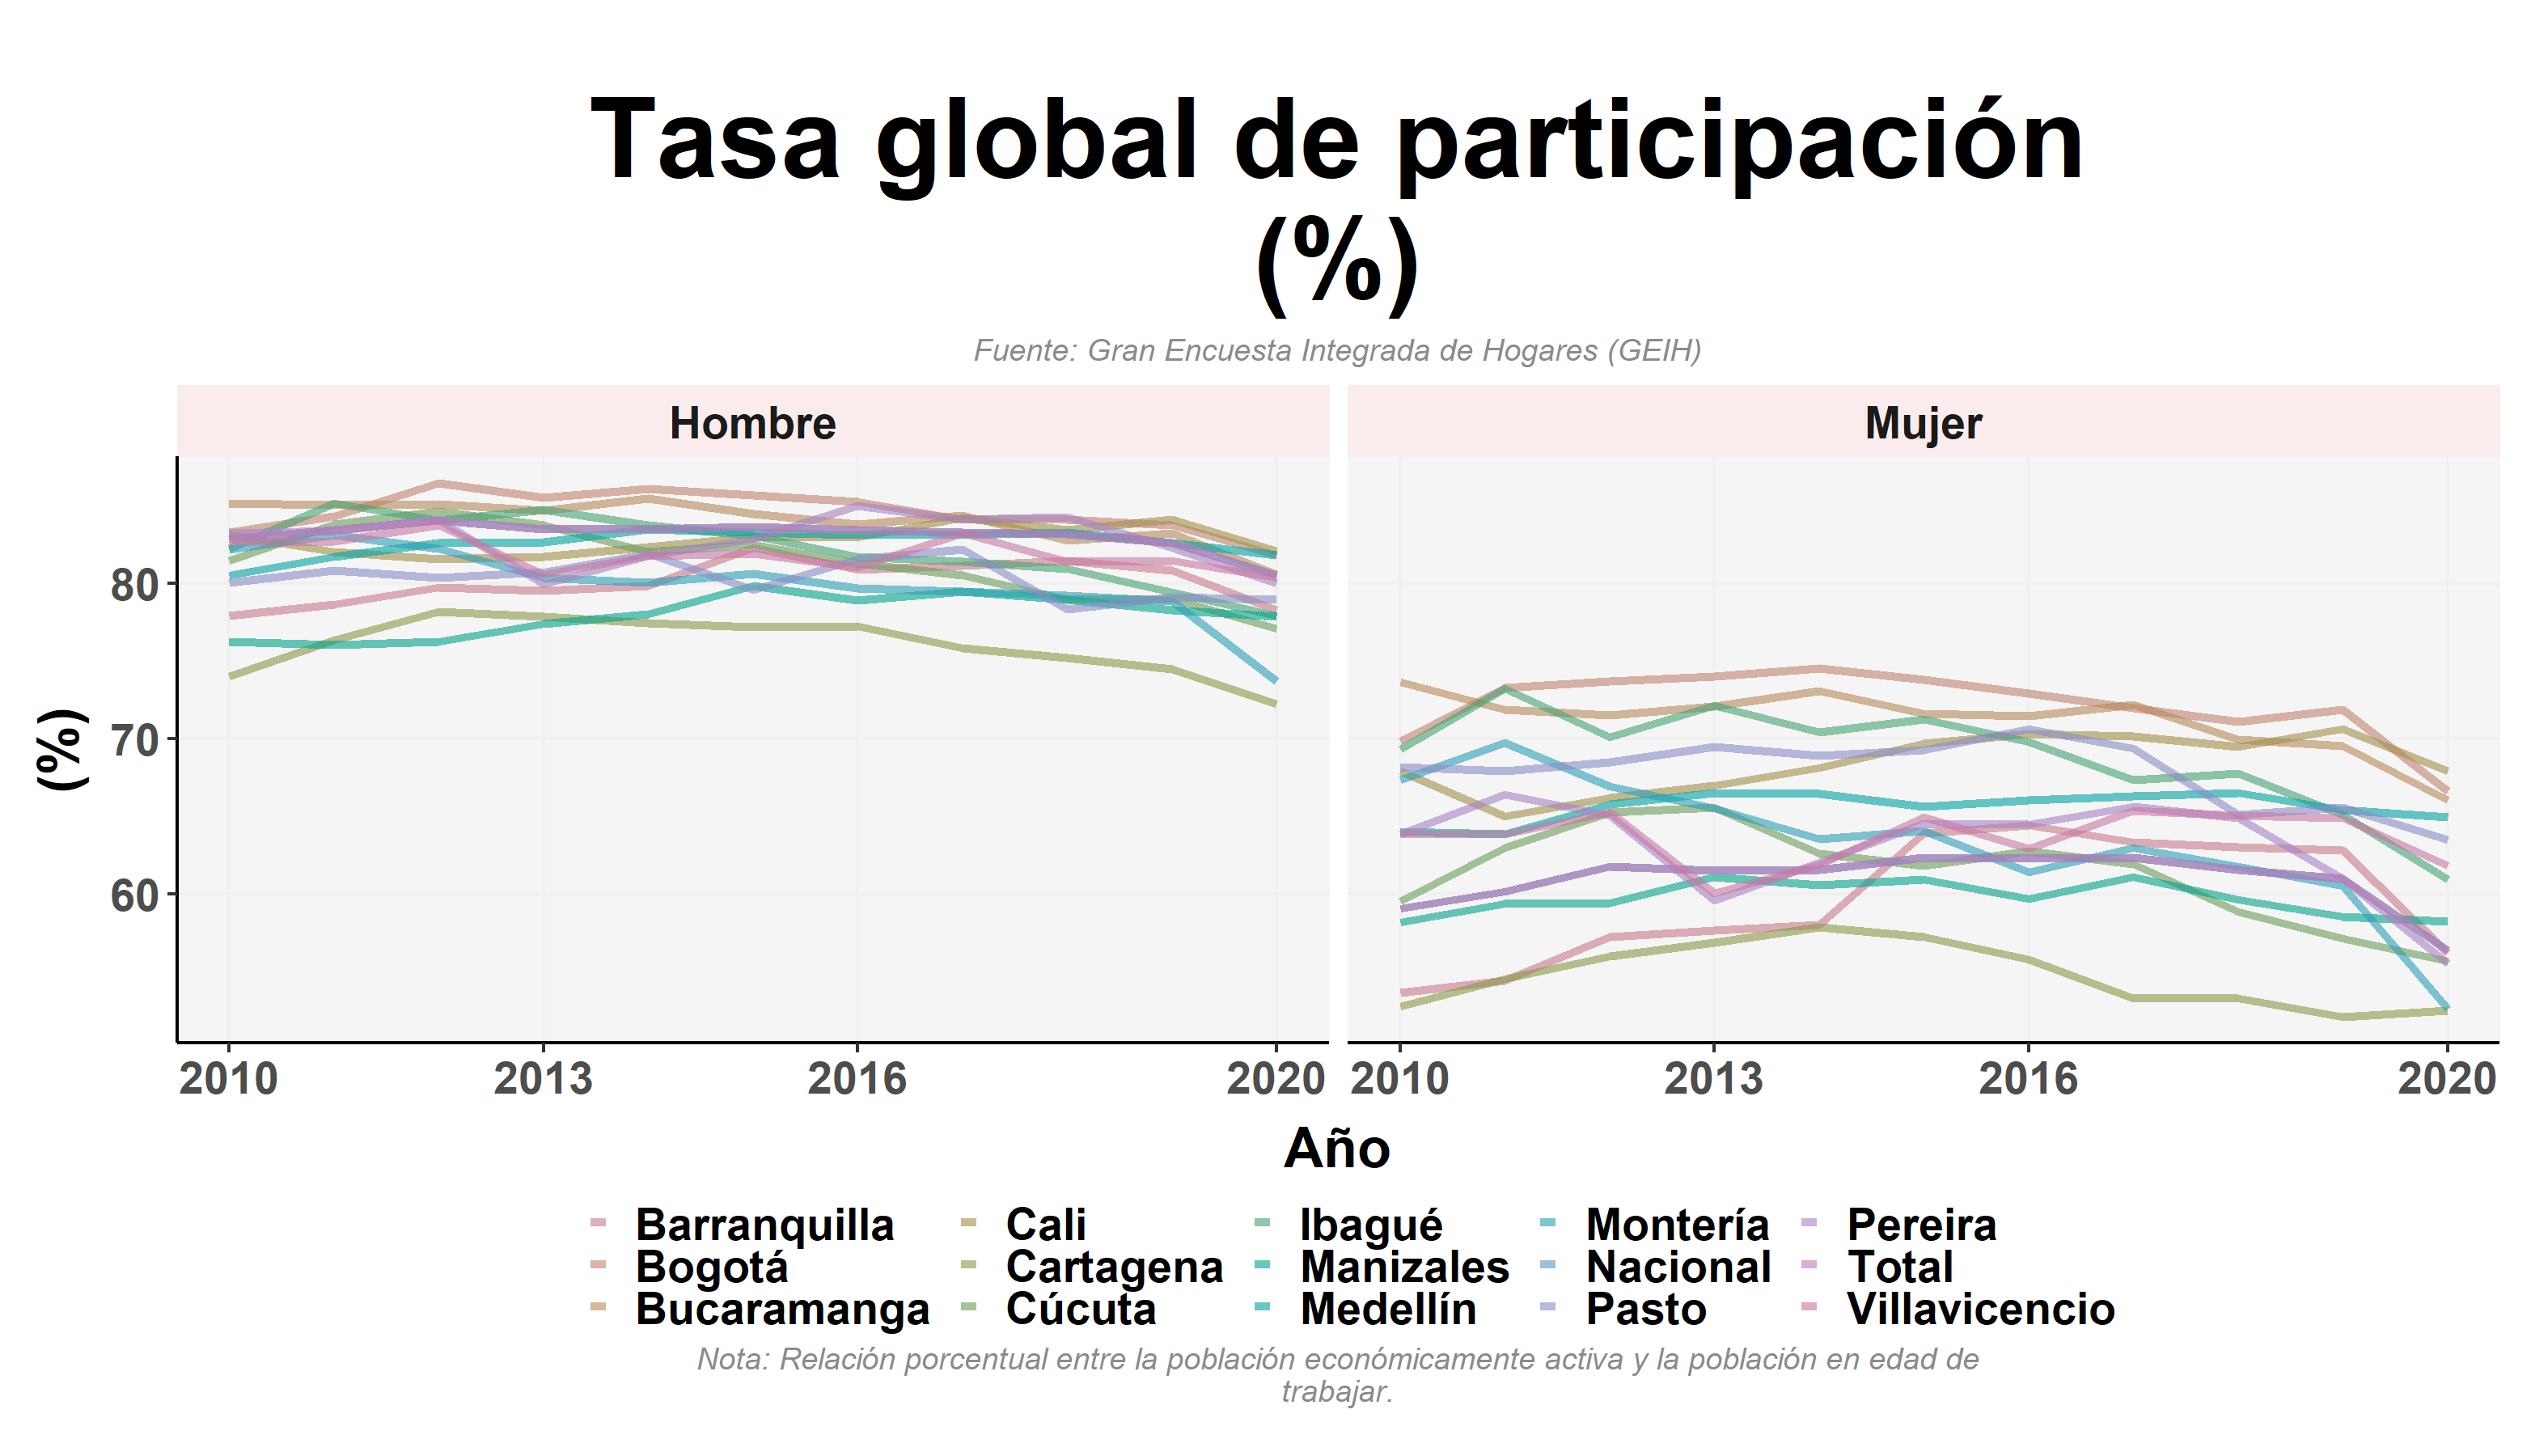 Tasa global de participación
(%)
Fuente: Gran Encuesta Integrada de Hogares (GEIH)
Hombre
Mujer
(%)
80
70
60
2010
2013
2016
2020
2010
2013
2016
2020
Año
Barranquilla
Bogotá
Bucaramanga
Cali
Cartagena
Cúcuta
Ibagué
Manizales
Medellín
Montería
Nacional
Pasto
Pereira
Total
Villavicencio
Nota: Relación porcentual entre la población económicamente activa y la población en edad de
trabajar.